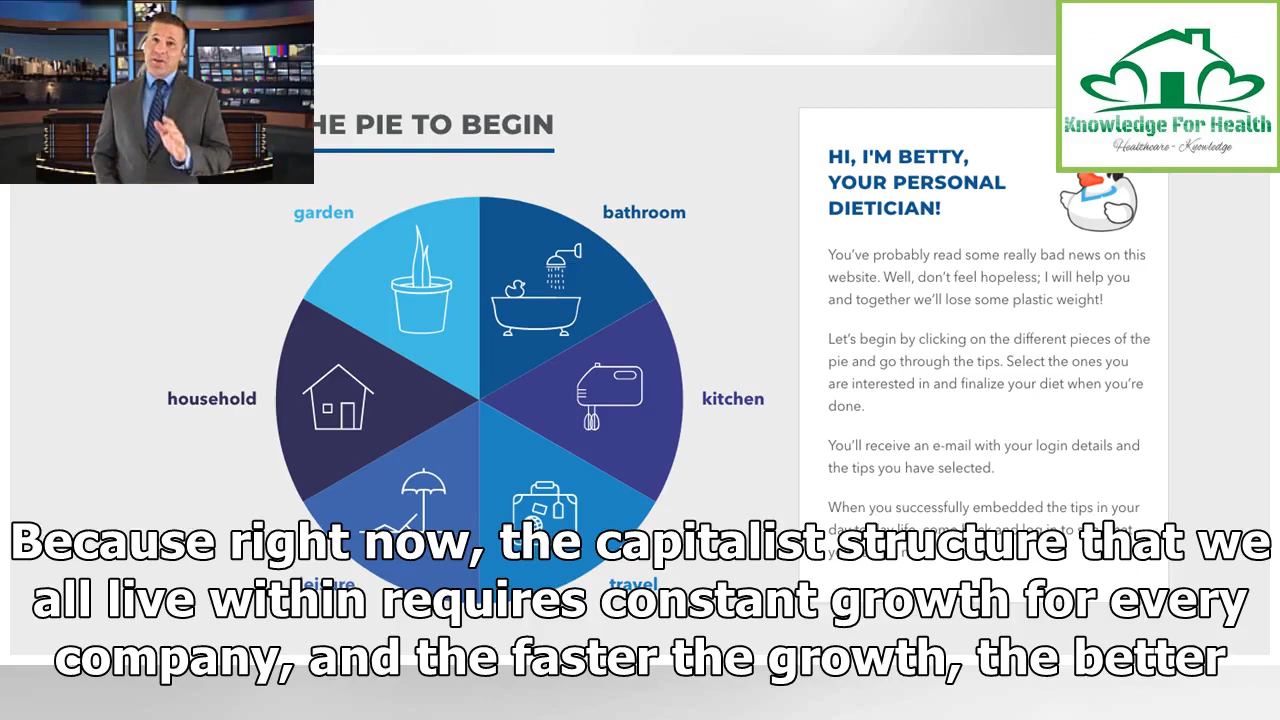 HE PIE TO BEGIN
Knowledge For Health
Healthcare - Knowledge
HI, I'M BETTY,
YOUR PERSONAL
DIETICIAN!
You've probably read some really bad news on this
website. Well, don't feel hopeless; I will help you
and together we'll lose some plastic weight!
Let's begin by clicking on the different pieces of the
pie and go through the tips. Select the ones you
are interested in and finalize your diet when you're
done.
You'll receive an e-mail with your login details and
the tips you have selected.
When you successfully embedded the tips in your
garden
bathroom
household
kitchen
leisure
travel
Because right now, the capitalist structure that we
all live within requires constant growth for every
company, and the faster the growth, the better